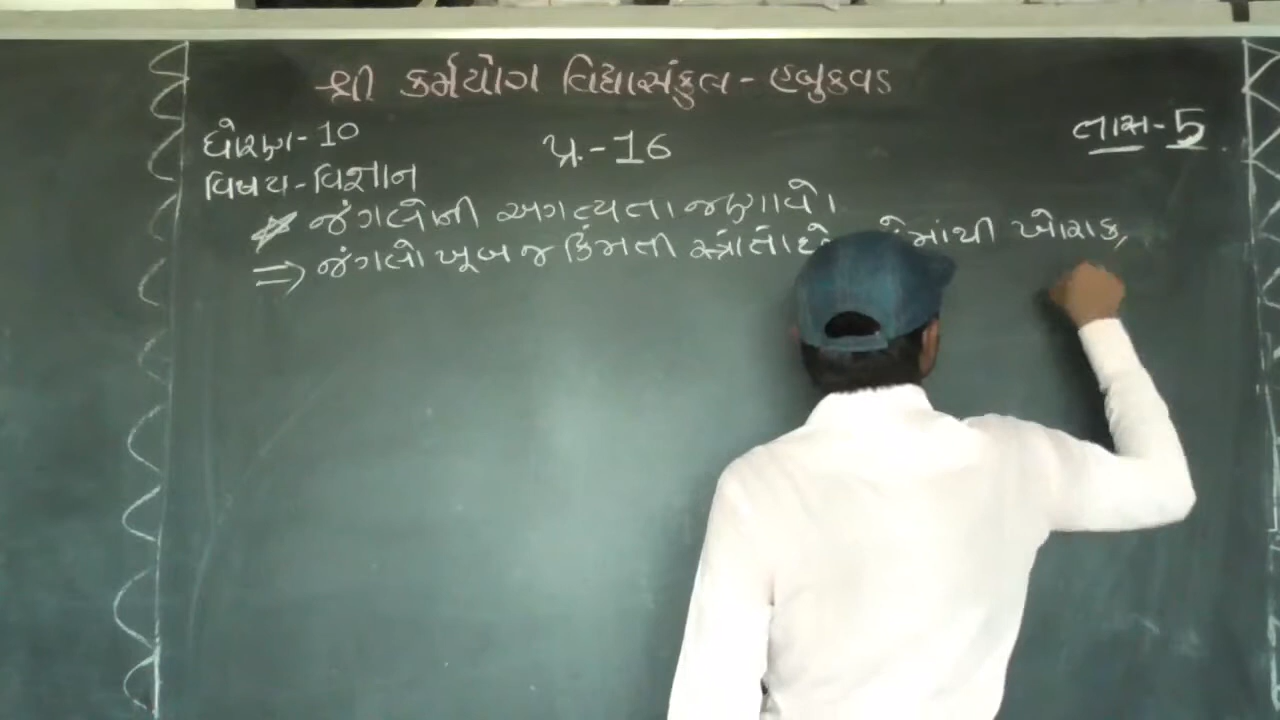 શ્રી કર્મયોગ વિદ્યાસંકુલ - હબુકવડ
ધોરણ - 10
પ્ર. - 16
તાસ - 5
વિષય - વિજ્ઞાન
* જંગલોની અગત્યતા જણાવો।
⇒ જંગલો ખૂબ જ કિંમતી માંથી ખોરાક,